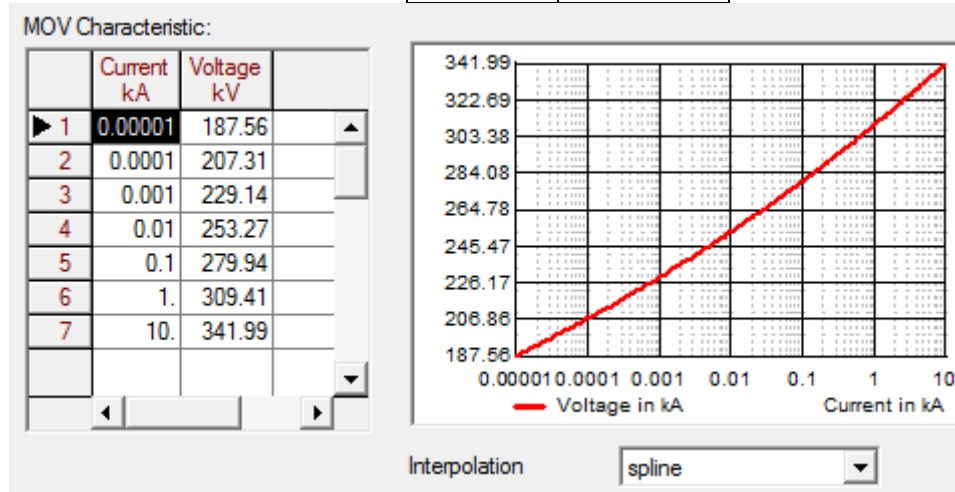 MOV Characteristic:
Current kA Voltage kV
1 0.00001 187.56
2 0.0001 207.31
3 0.001 229.14
4 0.01 253.27
5 0.1 279.94
6 1. 309.41
7 10. 341.99
341.99
322.69
303.38
284.08
264.78
245.47
226.17
206.86
187.56
0.00001 0.0001 0.001 0.01 0.1 1 10
Voltage in kA Current in kA
Interpolation spline